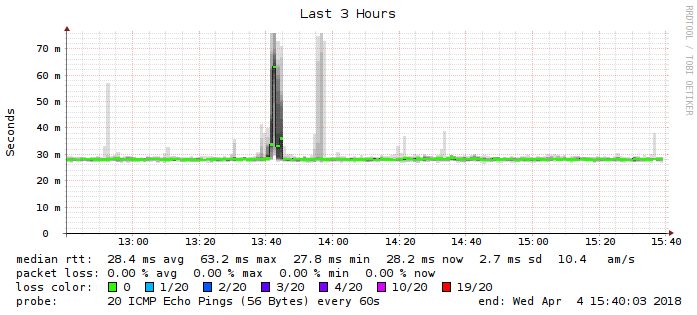 Last 3 Hours
RRDTOOL / TOBI OETIKER
Seconds
70 m
60 m
50 m
40 m
30 m
20 m
10 m
0
13:00 13:20 13:40 14:00 14:20 14:40 15:00 15:20 15:40
median rtt: 28.4 ms avg 63.2 ms max 27.8 ms min 28.2 ms now 2.7 ms sd 10.4 am/s
packet loss: 0.00 % avg 0.00 % max 0.00 % min 0.00 % now
loss color: 0 1/20 2/20 3/20 4/20 10/20 19/20
probe: 20 ICMP Echo Pings (56 Bytes) every 60s end: Wed Apr 4 15:40:03 2018